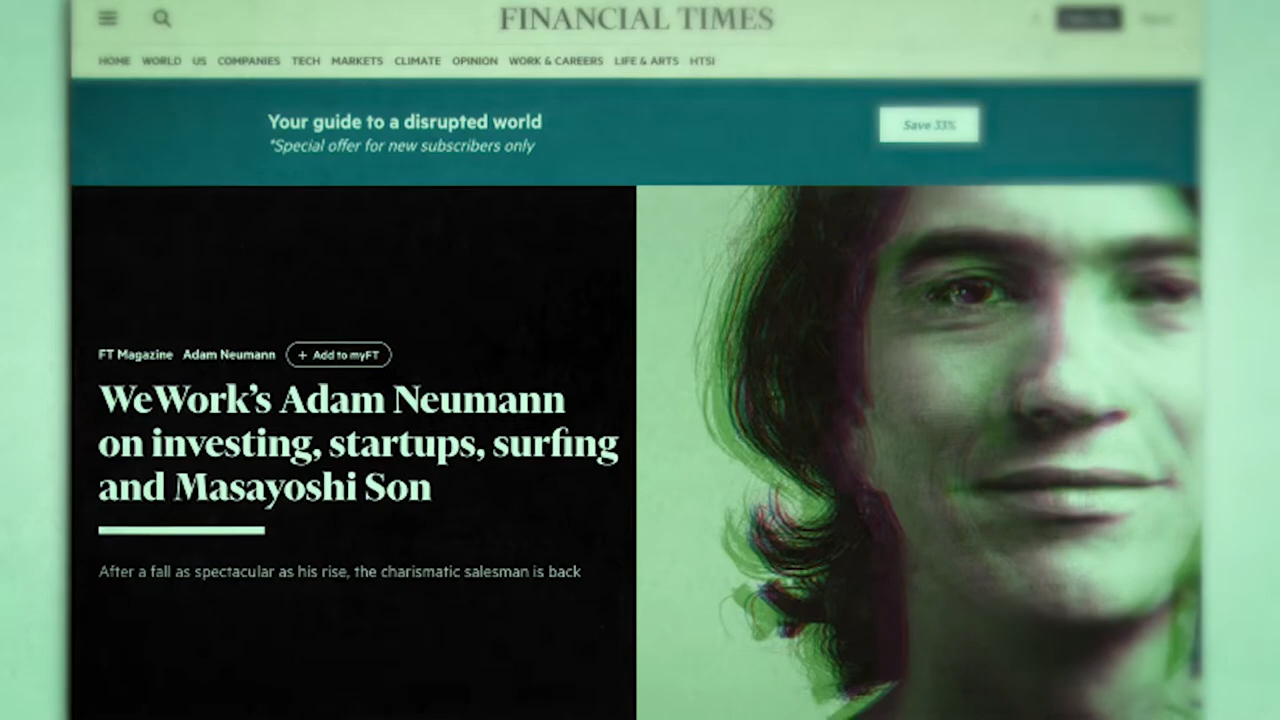 FINANCIAL TIMES
HOME WORLD US COMPANIES TECH MARKETS CLIMATE OPINION WORK & CAREERS LIFE & ARTS HTSI
Your guide to a disrupted world
*Special offer for new subscribers only
Save 33%
FT Magazine Adam Neumann + Add to myFT
WeWork’s Adam Neumann
on investing, startups, surfing
and Masayoshi Son
After a fall as spectacular as his rise, the charismatic salesman is back